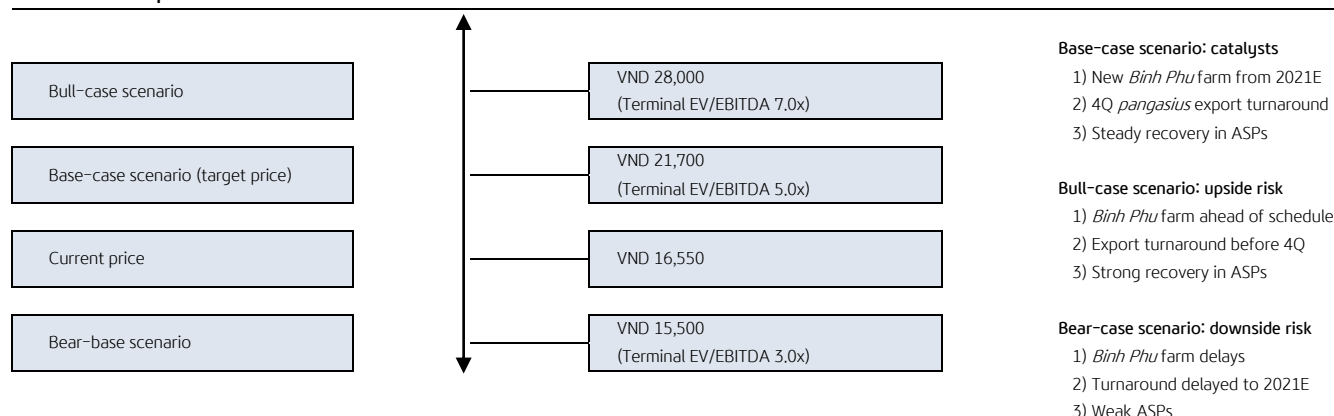 Bull-case scenario
VND 28,000
(Terminal EV/EBITDA 7.0x)
Base-case scenario (target price)
VND 21,700
(Terminal EV/EBITDA 5.0x)
Current price
VND 16,550
Bear-base scenario
VND 15,500
(Terminal EV/EBITDA 3.0x)
Base-case scenario: catalysts
1) New Binh Phu farm from 2021E
2) 4Q pangasius export turnaround
3) Steady recovery in ASPs
Bull-case scenario: upside risk
1) Binh Phu farm ahead of schedule
2) Export turnaround before 4Q
3) Strong recovery in ASPs
Bear-case scenario: downside risk
1) Binh Phu farm delays
2) Turnaround delayed to 2021E
3) Weak ASPs